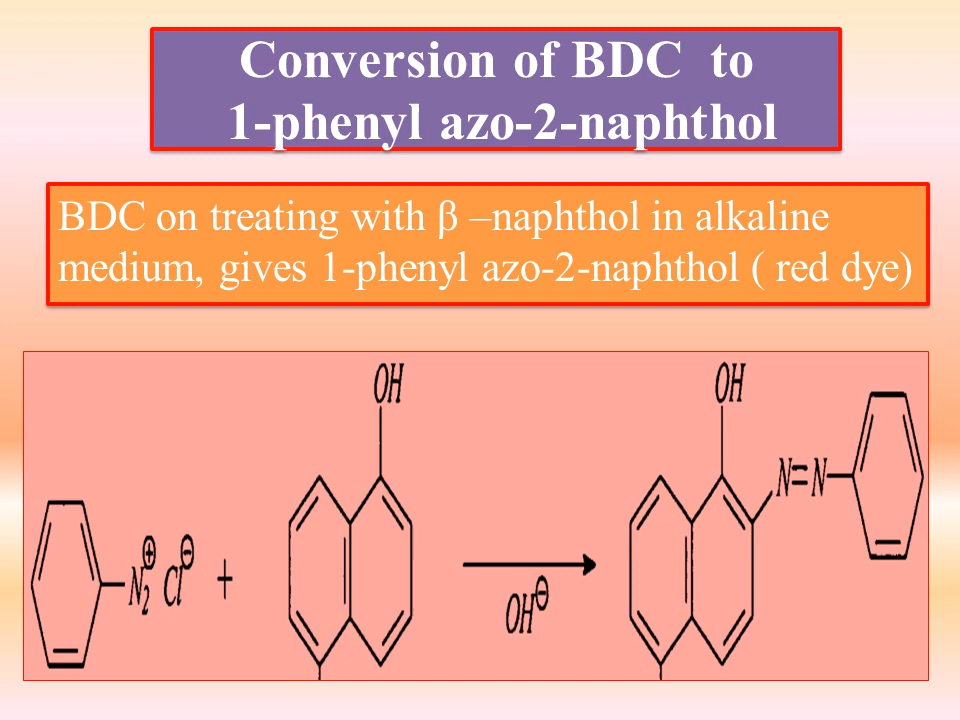 Conversion of BDC to
1-phenyl azo-2-naphthol
BDC on treating with β –naphthol in alkaline
medium, gives 1-phenyl azo-2-naphthol ( red dye)
OH
OH
N=N
N₂⊕ Cl⊖ +
OH⊖